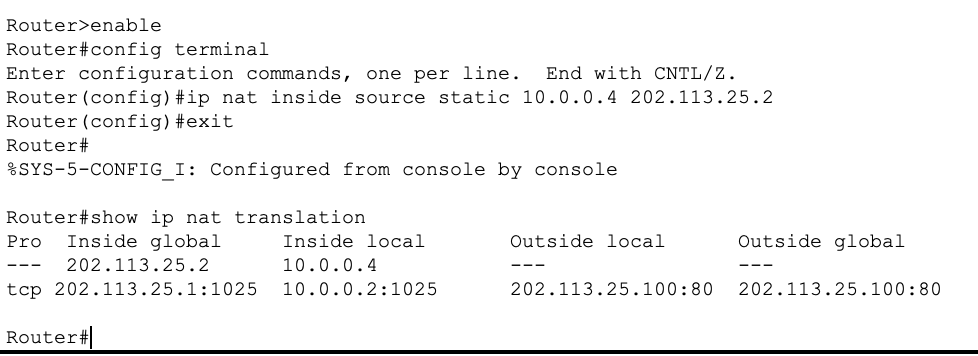 Router>enable
Router#config terminal
Enter configuration commands, one per line.  End with CNTL/Z.
Router(config)#ip nat inside source static 10.0.0.4 202.113.25.2
Router(config)#exit
Router#
%SYS-5-CONFIG_I: Configured from console by console
Router#show ip nat translation
Pro  Inside global     Inside local       Outside local      Outside global
---  202.113.25.2      10.0.0.4           ---                ---
tcp 202.113.25.1:1025  10.0.0.2:1025      202.113.25.100:80  202.113.25.100:80
Router#